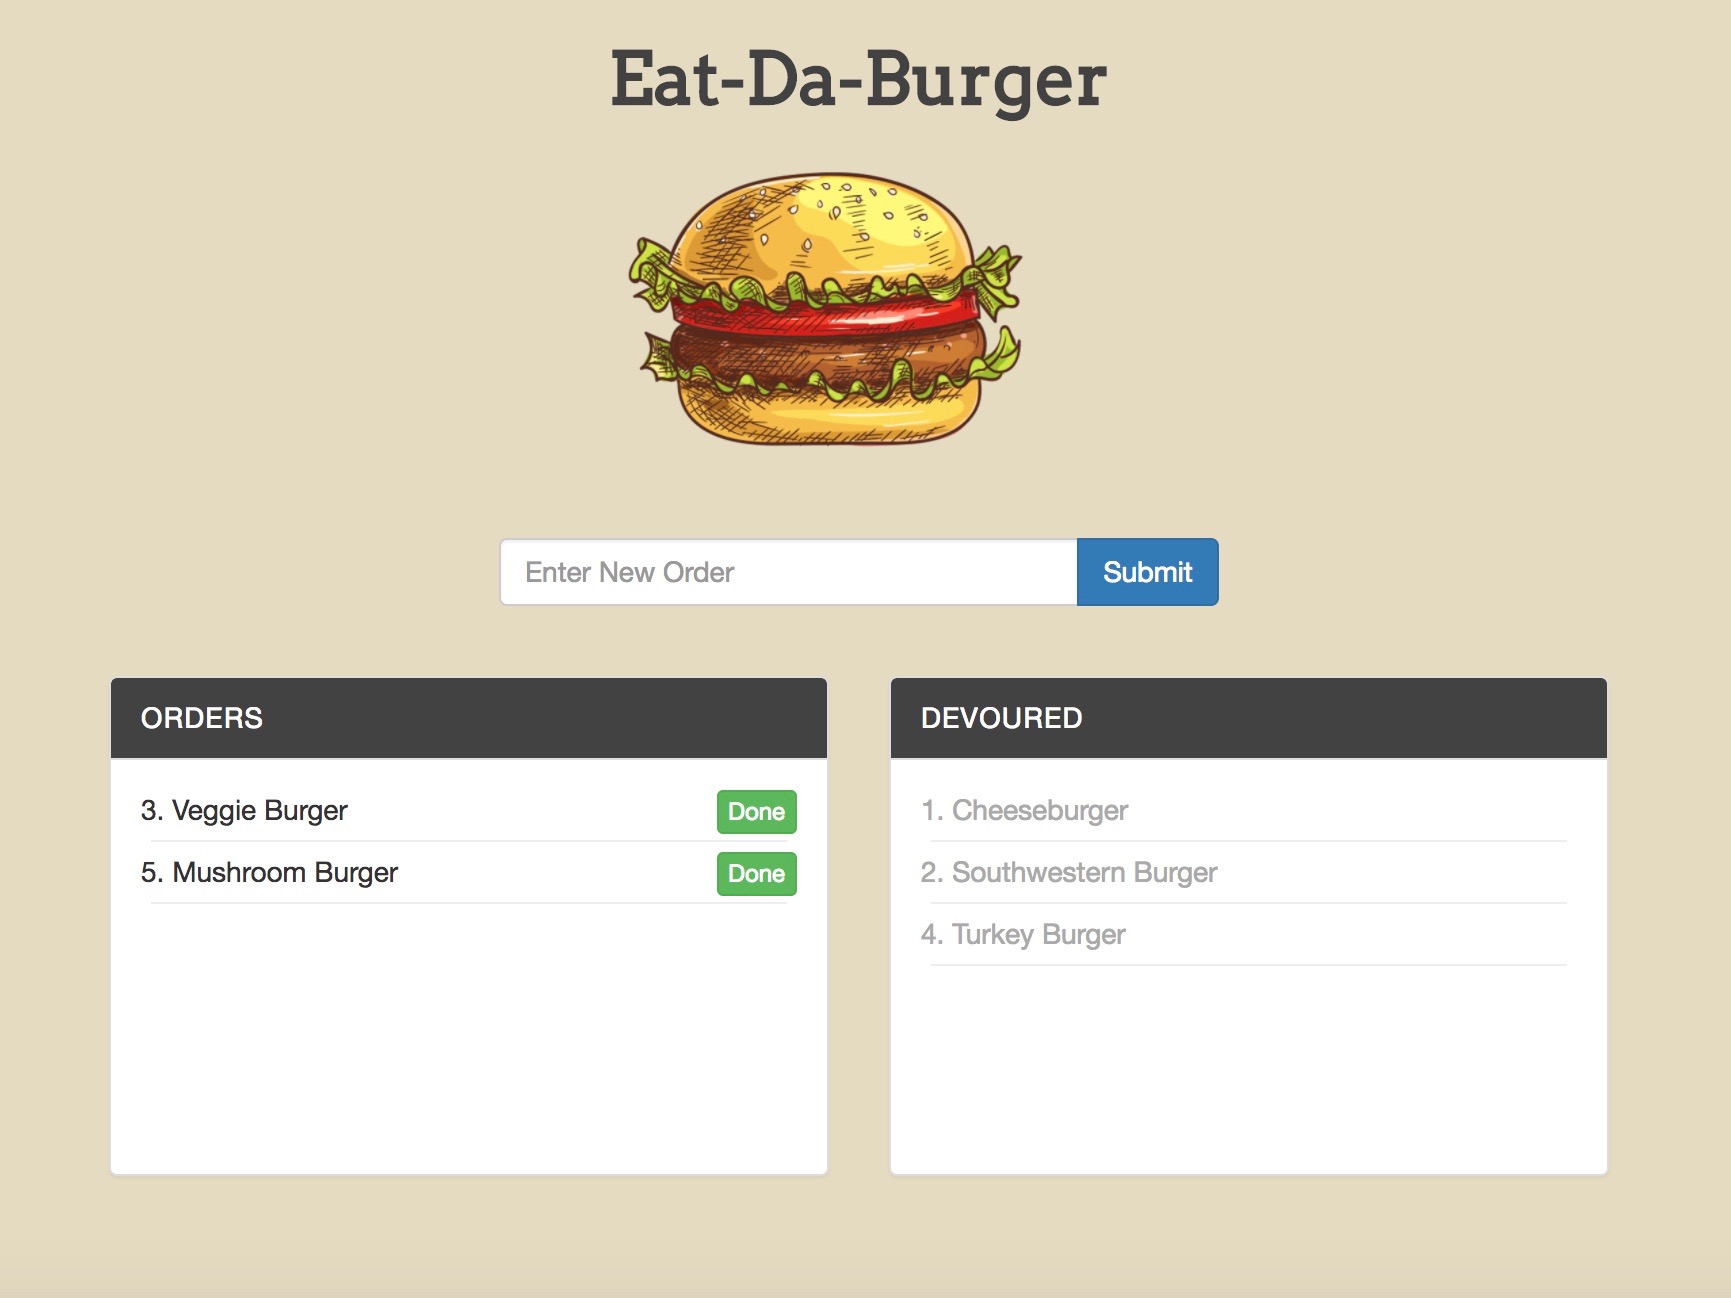 Eat-Da-Burger
Enter New Order
Submit
ORDERS
3. Veggie Burger
Done
5. Mushroom Burger
Done
DEVOURED
1. Cheeseburger
2. Southwestern Burger
4. Turkey Burger